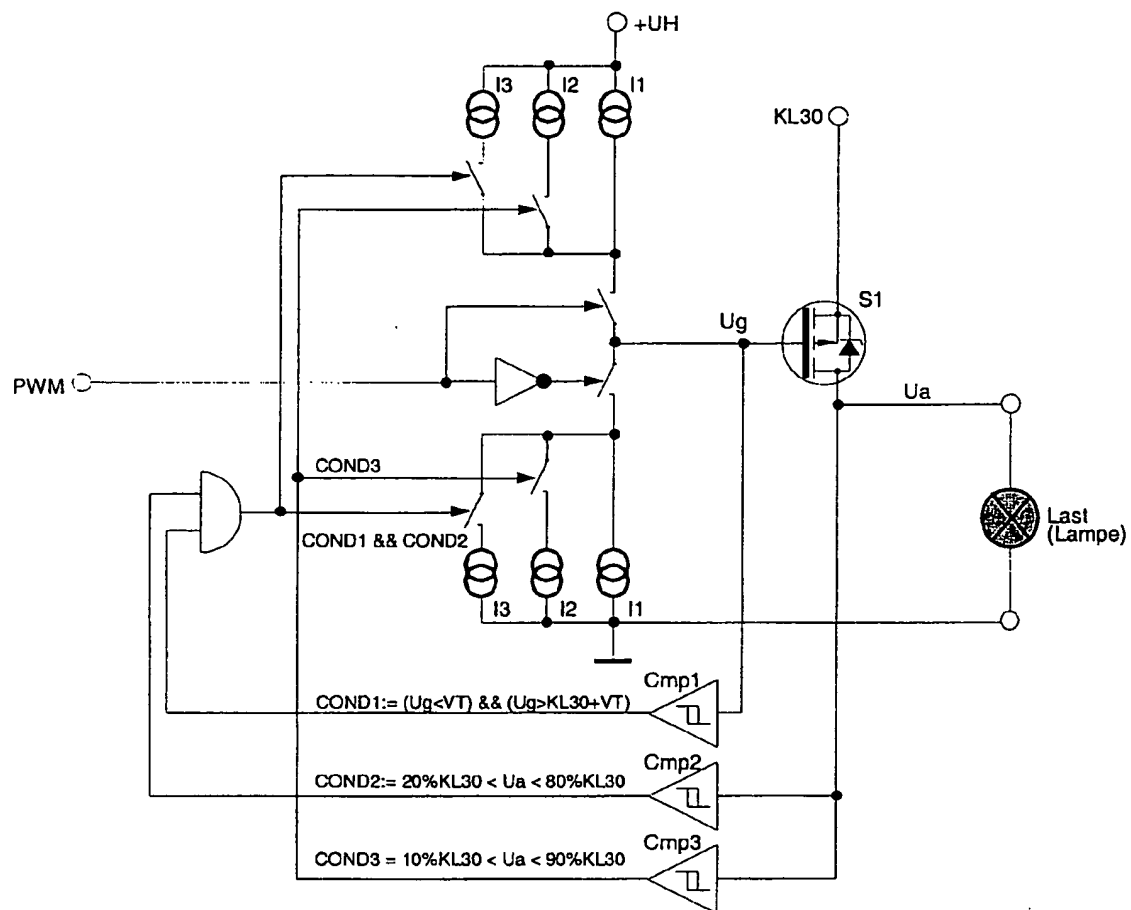 +UH
I3
I2
I1
KL30
S1
Ug
PWM
Ua
COND3
COND1 && COND2
Last
(Lampe)
I3
I2
I1
Cmp1
COND1:= (Ug<VT) && (Ug>KL30+VT)
Cmp2
COND2:= 20%KL30 < Ua < 80%KL30
Cmp3
COND3 = 10%KL30 < Ua < 90%KL30